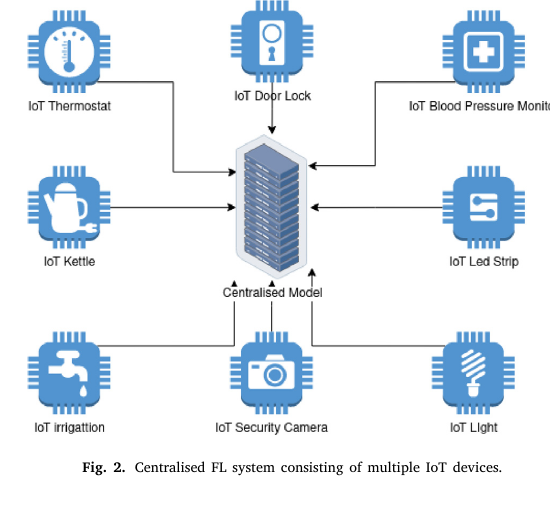 IoT Thermostat
IoT Door Lock
IoT Blood Pressure Monito
IoT Kettle
IoT Led Strip
Centralised Model
IoT irrigattion
IoT Security Camera
IoT LIght
Fig. 2. Centralised FL system consisting of multiple IoT devices.